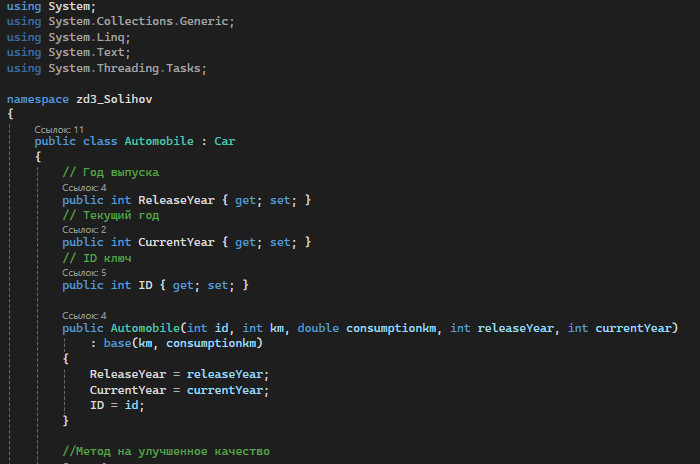 using System;
using System.Collections.Generic;
using System.Linq;
using System.Text;
using System.Threading.Tasks;
namespace zd3_Solihov
{
Ссылок: 11
public class Automobile : Car
{
// Год выпуска
Ссылок: 4
public int ReleaseYear { get; set; }
// Текущий год
Ссылок: 2
public int CurrentYear { get; set; }
// ID ключ
Ссылок: 5
public int ID { get; set; }
Ссылок: 4
public Automobile(int id, int km, double consumptionkm, int releaseYear, int currentYear)
: base(km, consumptionkm)
{
ReleaseYear = releaseYear;
CurrentYear = currentYear;
ID = id;
}
//Метод на улучшенное качество